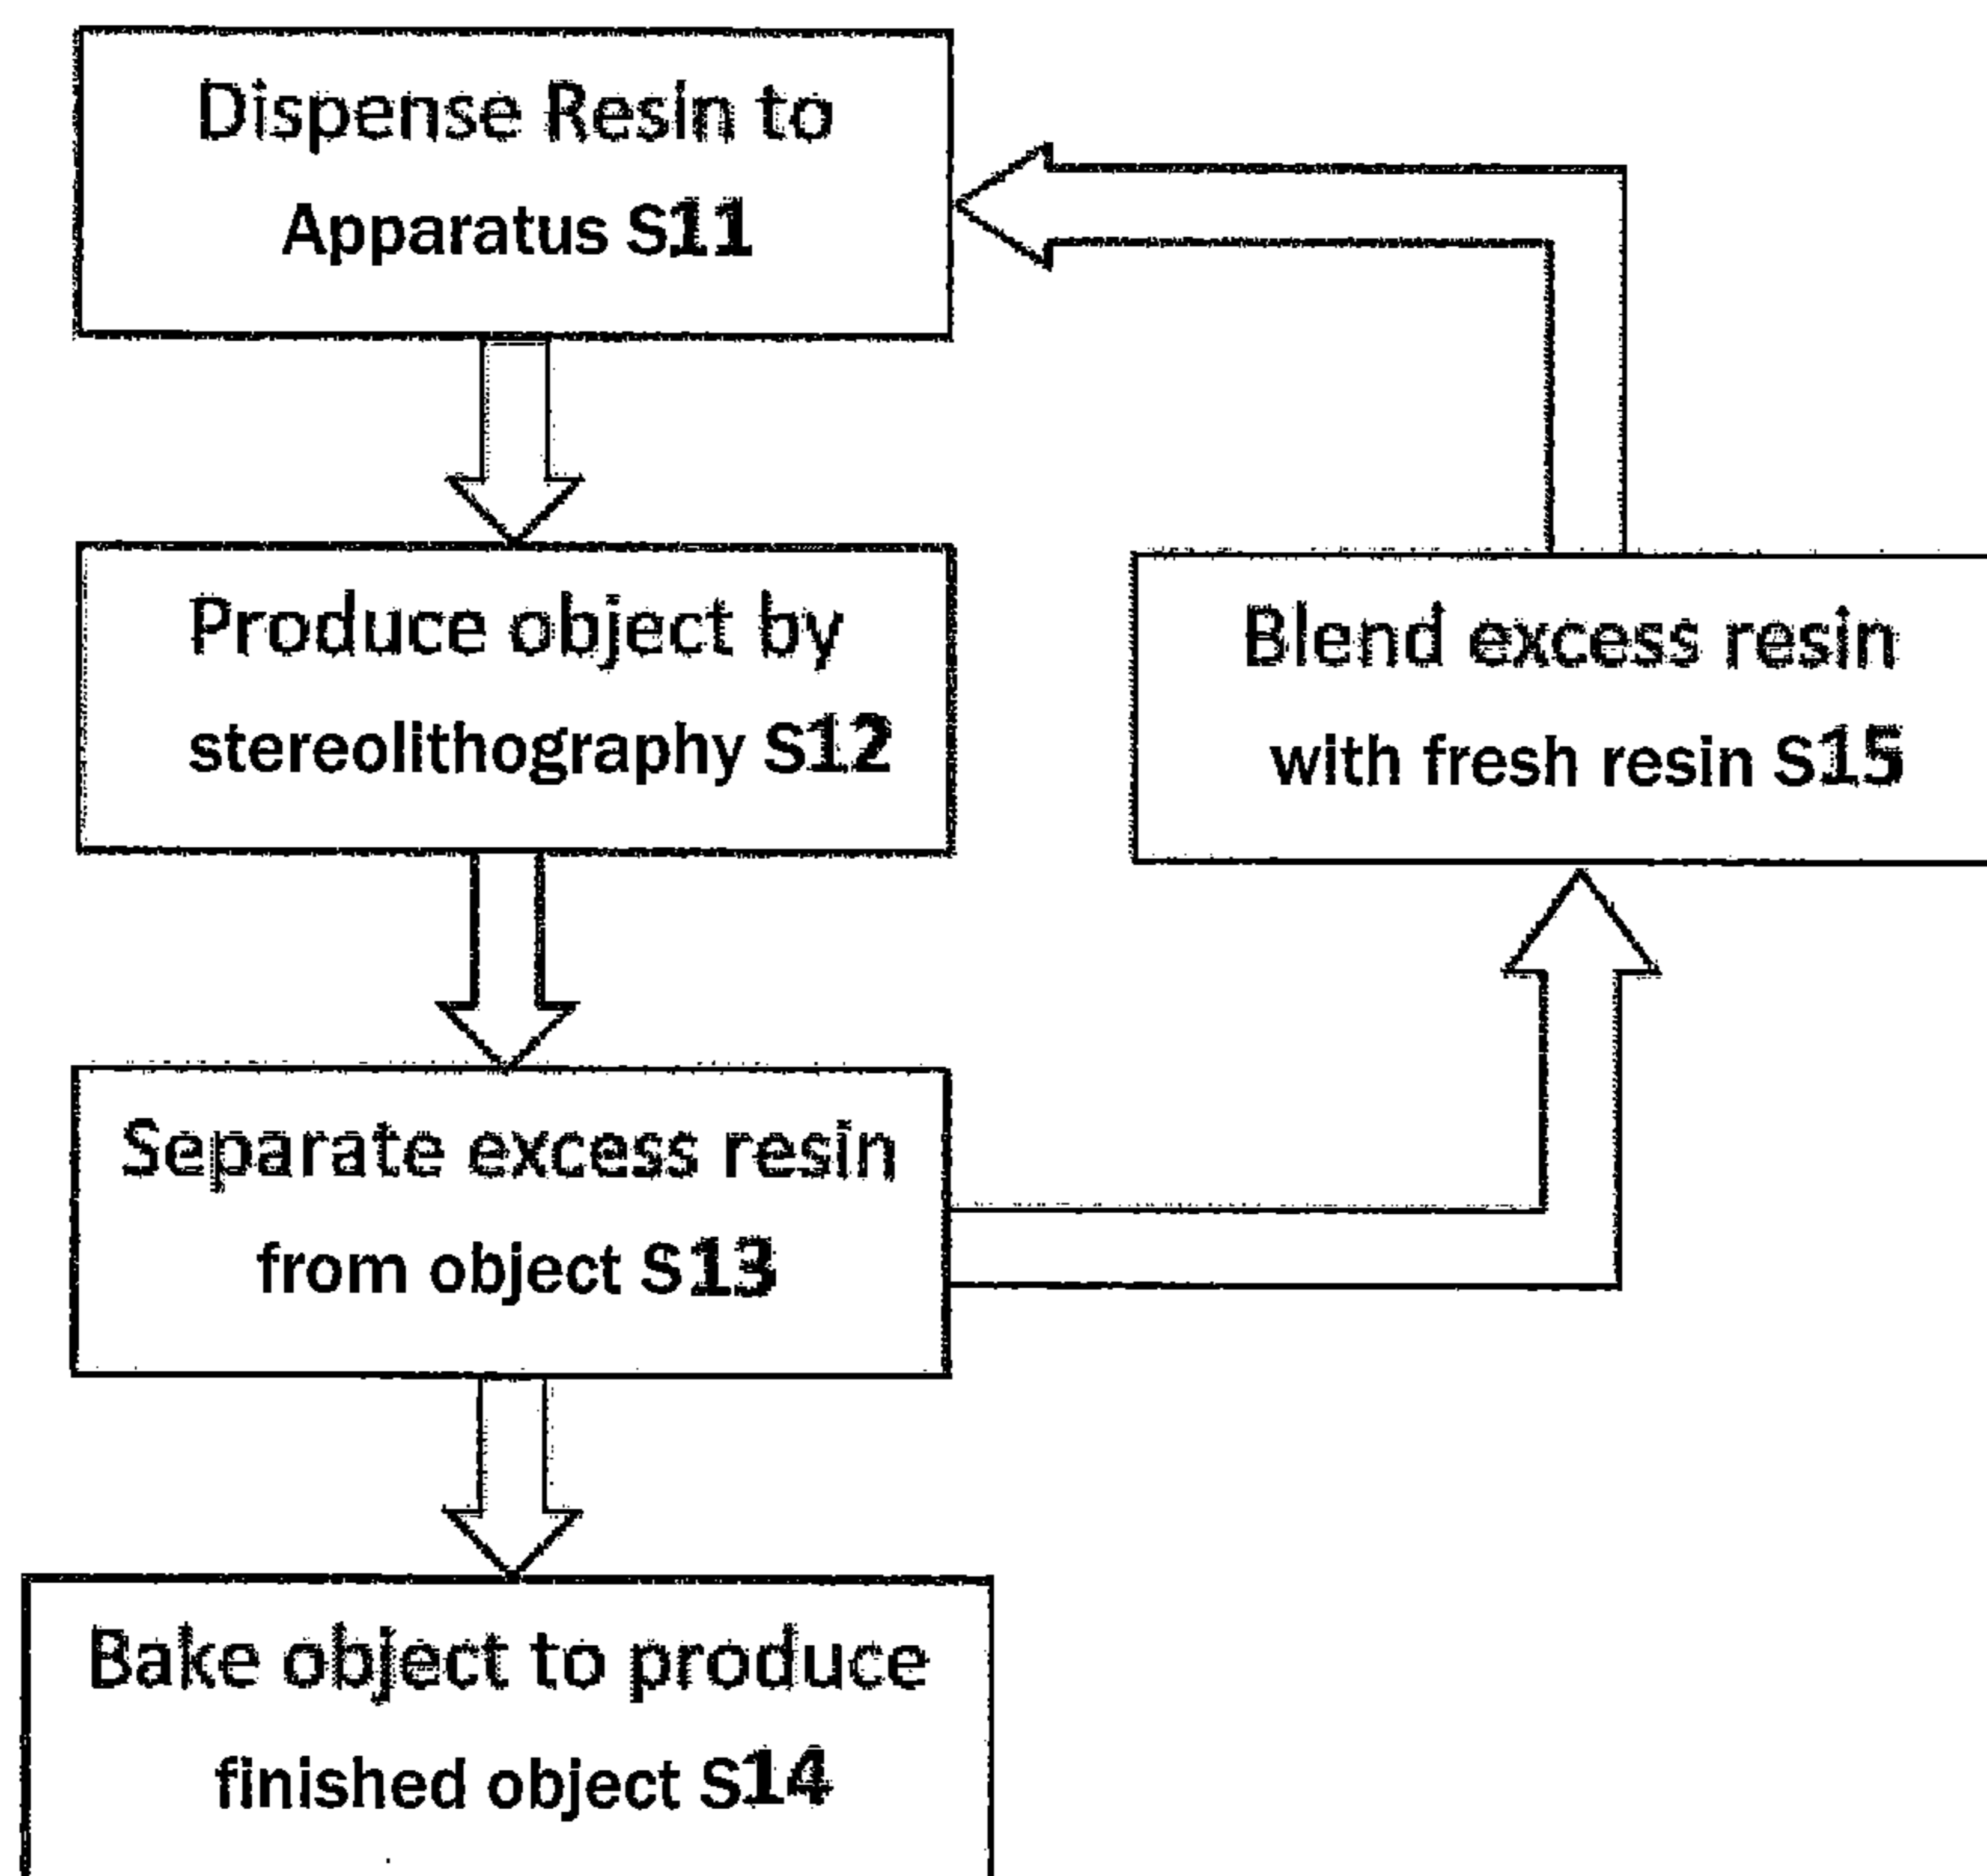 Dispense Resin to
Apparatus S11
Produce object by
stereolithography S12
Blend excess resin
with fresh resin S15
Separate excess resin
from object S13
Bake object to produce
finished object S14